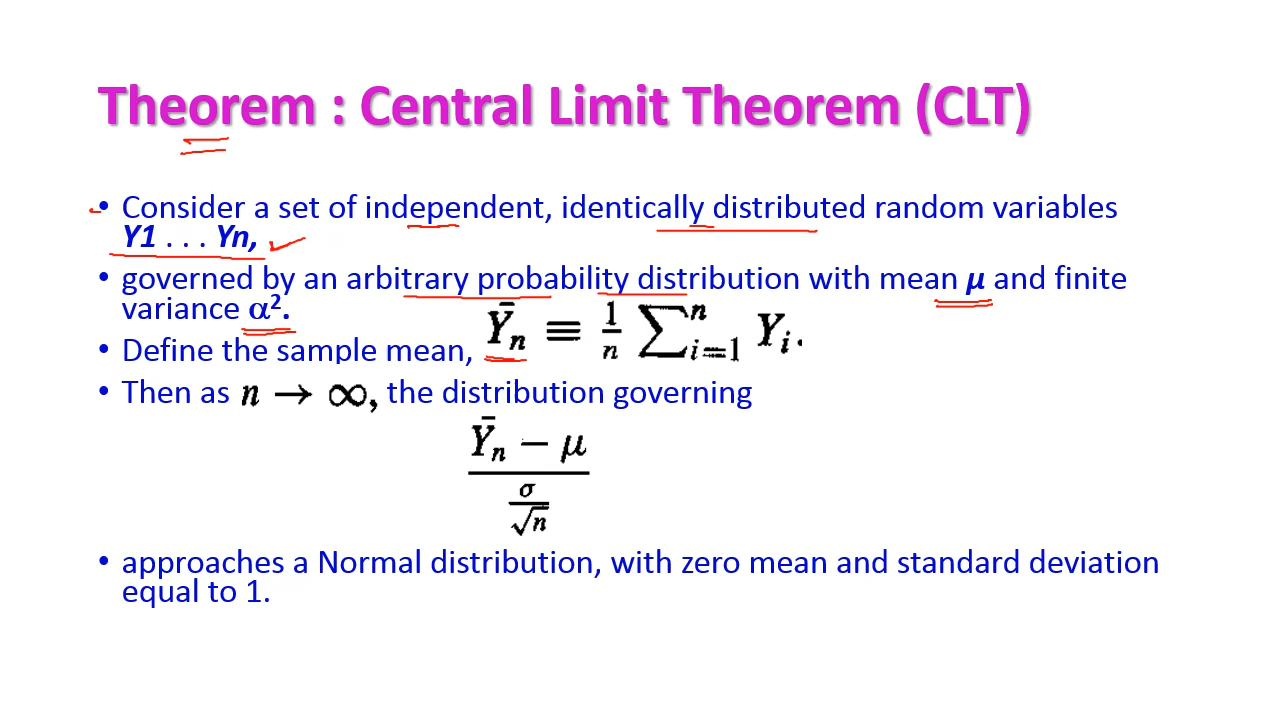 Theorem : Central Limit Theorem (CLT)
• Consider a set of independent, identically distributed random variables
Y1 . . . Yn,
• governed by an arbitrary probability distribution with mean μ and finite
variance α².
• Define the sample mean, Ȳₙ ≡ 1/n ∑ⁿᵢ₌₁ Yᵢ.
• Then as n → ∞, the distribution governing
Ȳₙ − μ
σ
√n
• approaches a Normal distribution, with zero mean and standard deviation
equal to 1.